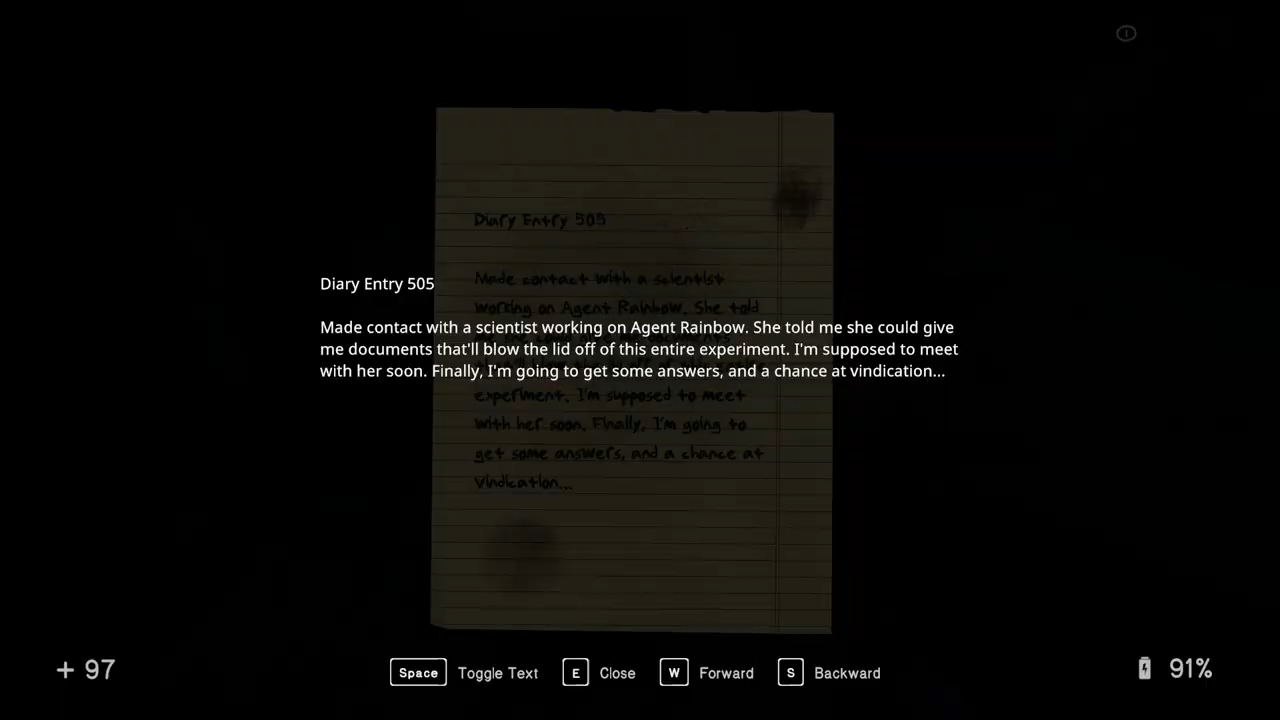 Diary Entry 505
Made contact with a scientist working on Agent Rainbow. She told me she could give
me documents that'll blow the lid off of this entire experiment. I'm supposed to meet
with her soon. Finally, I'm going to get some answers, and a chance at vindication...
Diary Entry 505
Made contact with a scientist
working on Agent Rainbow. She told
experiment. I'm supposed to meet
with her soon. Finally, I'm going to
get some answers, and a chance at
vindication...
+ 97
Space Toggle Text E Close W Forward S Backward
91%